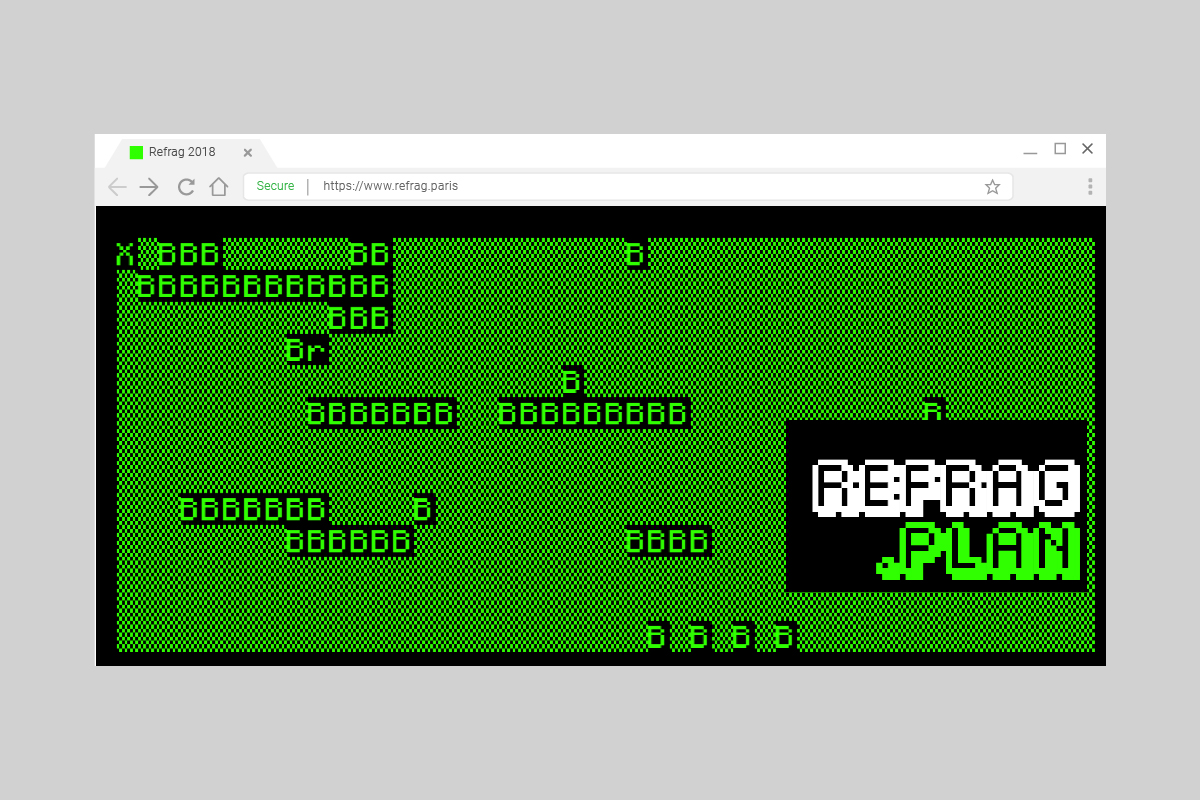 Refrag 2018
Secure | https://www.refrag.paris
X BBB BB B
BBBBBBBBBBBB
BBB
Br
B
BBBBBBB BBBBBBBBB B
REFRAG
BBBBBBB B
.PLAN
BBBBBB BBBB
B B B B